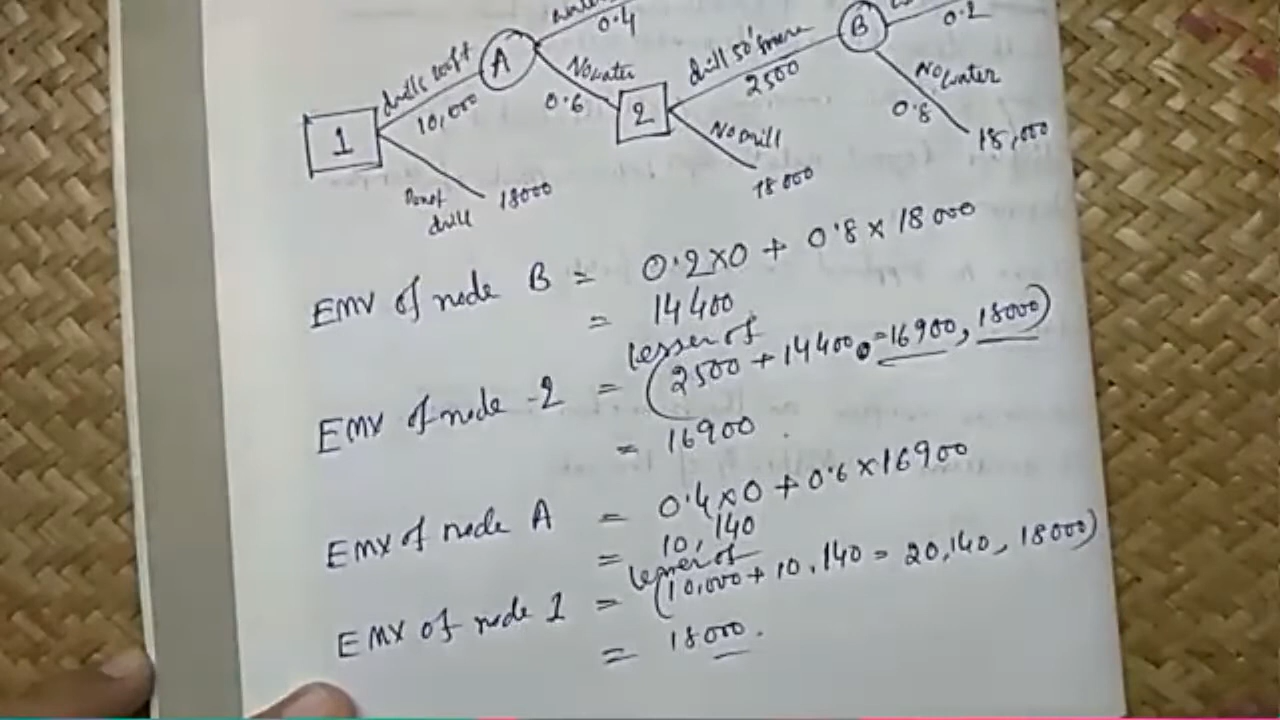 0.4
B
0.2
drill 50' more
2500
A
No water
0.6
drills 100ft
10,000
1
2
No water
0.8
18,000
No drill
18000
Donot drill
18000
EMV of node B = 0.2×0 + 0.8 × 18000
= 14400
lesser of
EMV of node -2 = (2500 + 14400 = 16900, 18000)
= 16900
EMV of node A = 0.4×0 + 0.6 × 16900
= 10,140
lesser of
EMV of node 1 = (10,000 + 10,140 = 20,140, 18000)
= 18000.